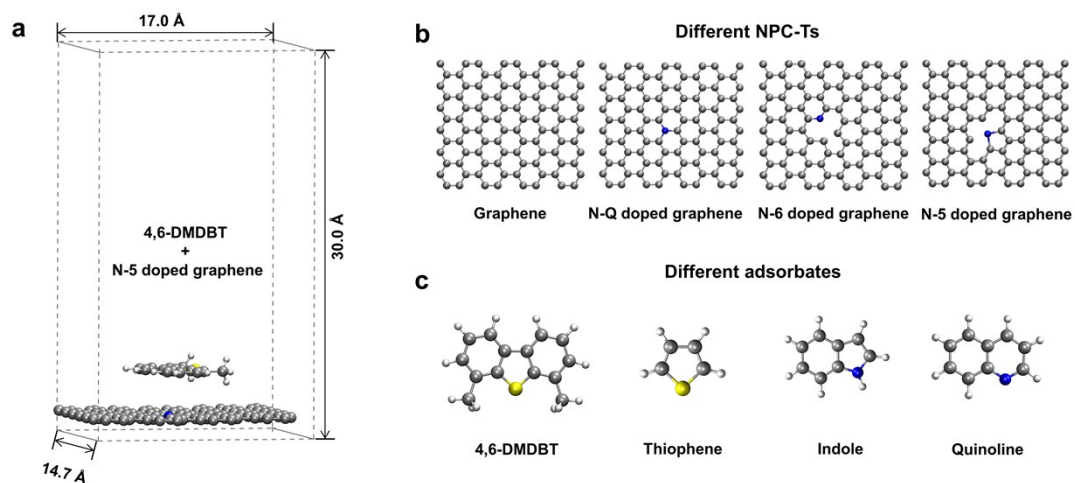 a
17.0 Å
30.0 Å
4,6-DMDBT
+
N-5 doped graphene
14.7 Å
b
Different NPC-Ts
Graphene
N-Q doped graphene
N-6 doped graphene
N-5 doped graphene
c
Different adsorbates
4,6-DMDBT
Thiophene
Indole
Quinoline